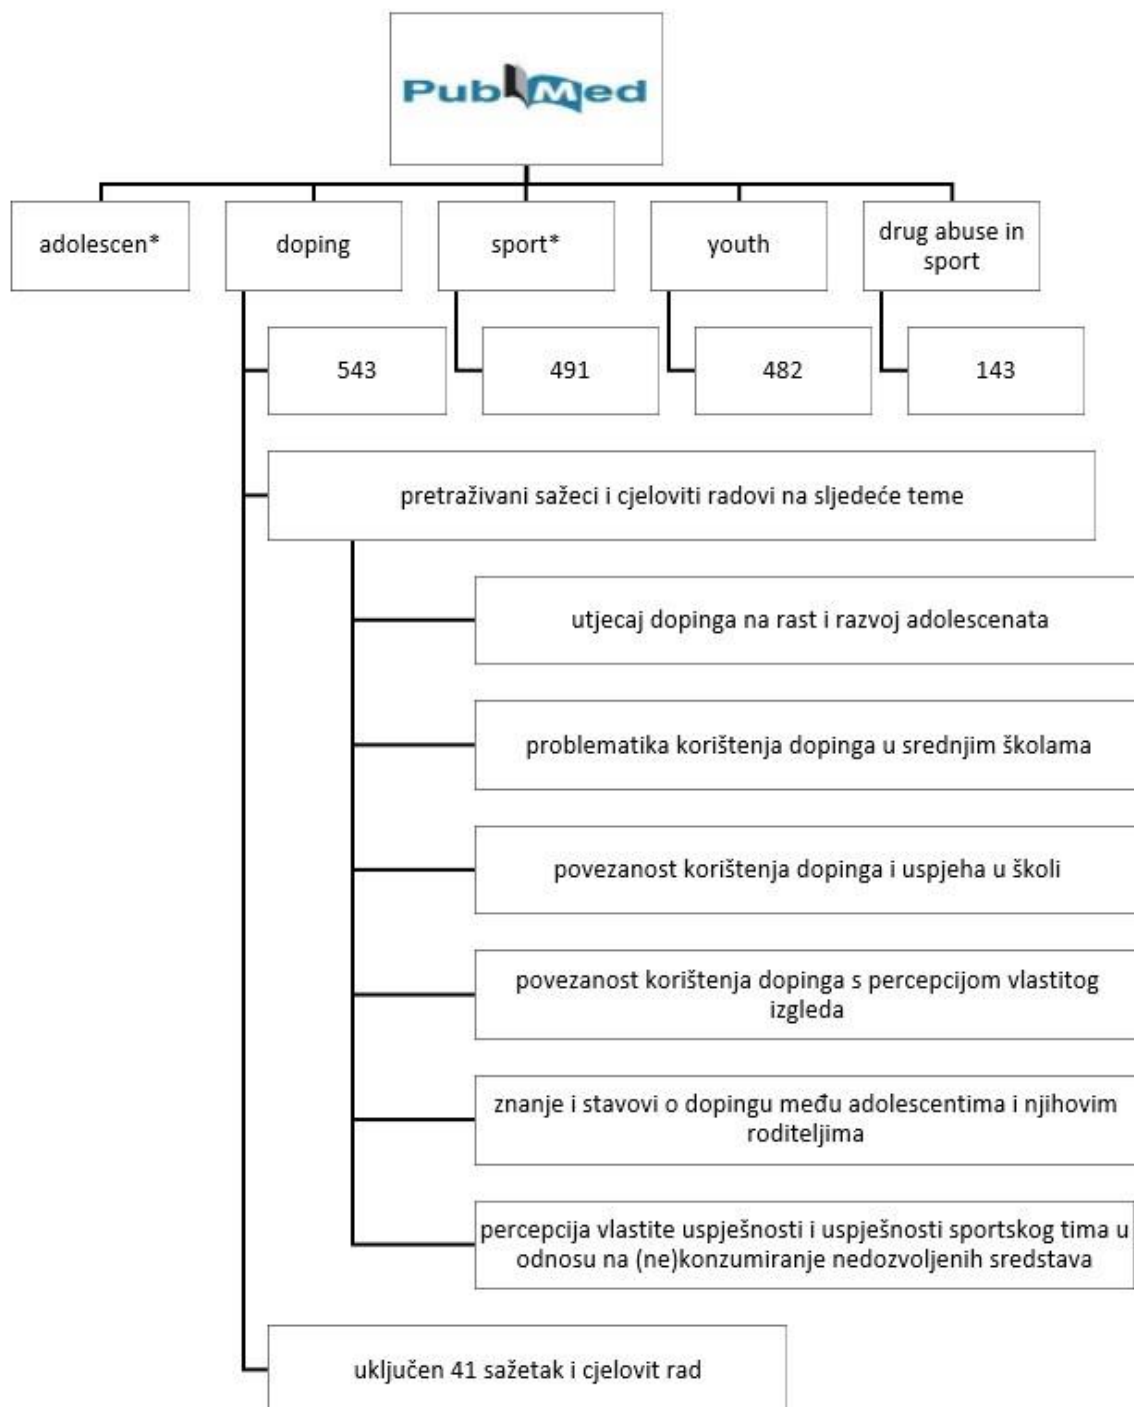 PubMed
adolescen*
doping
sport*
youth
drug abuse in
sport
543
491
482
143
pretraživani sažeci i cjeloviti radovi na sljedeće teme
utjecaj dopinga na rast i razvoj adolescenata
problematika korištenja dopinga u srednjim školama
povezanost korištenja dopinga i uspjeha u školi
povezanost korištenja dopinga s percepcijom vlastitog
izgleda
znanje i stavovi o dopingu među adolescentima i njihovim
roditeljima
percepcija vlastite uspješnosti i uspješnosti sportskog tima u
odnosu na (ne)konzumiranje nedozvoljenih sredstava
uključen 41 sažetak i cjelovit rad